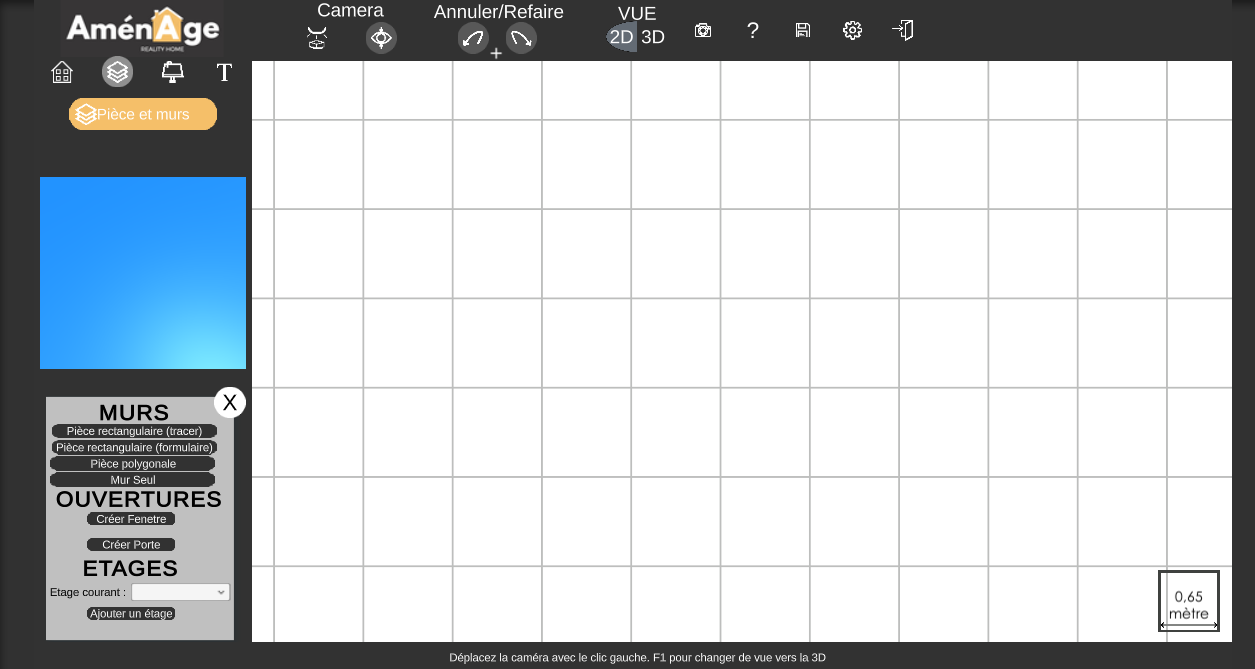 AménAge
REALITY HOME
Camera
Annuler/Refaire
VUE
2D 3D
?
T
Pièce et murs
X
MURS
Pièce rectangulaire (tracer)
Pièce rectangulaire (formulaire)
Pièce polygonale
Mur Seul
OUVERTURES
Créer Fenetre
Créer Porte
ETAGES
Etage courant :
Ajouter un étage
0,65
mètre
Déplacez la caméra avec le clic gauche. F1 pour changer de vue vers la 3D